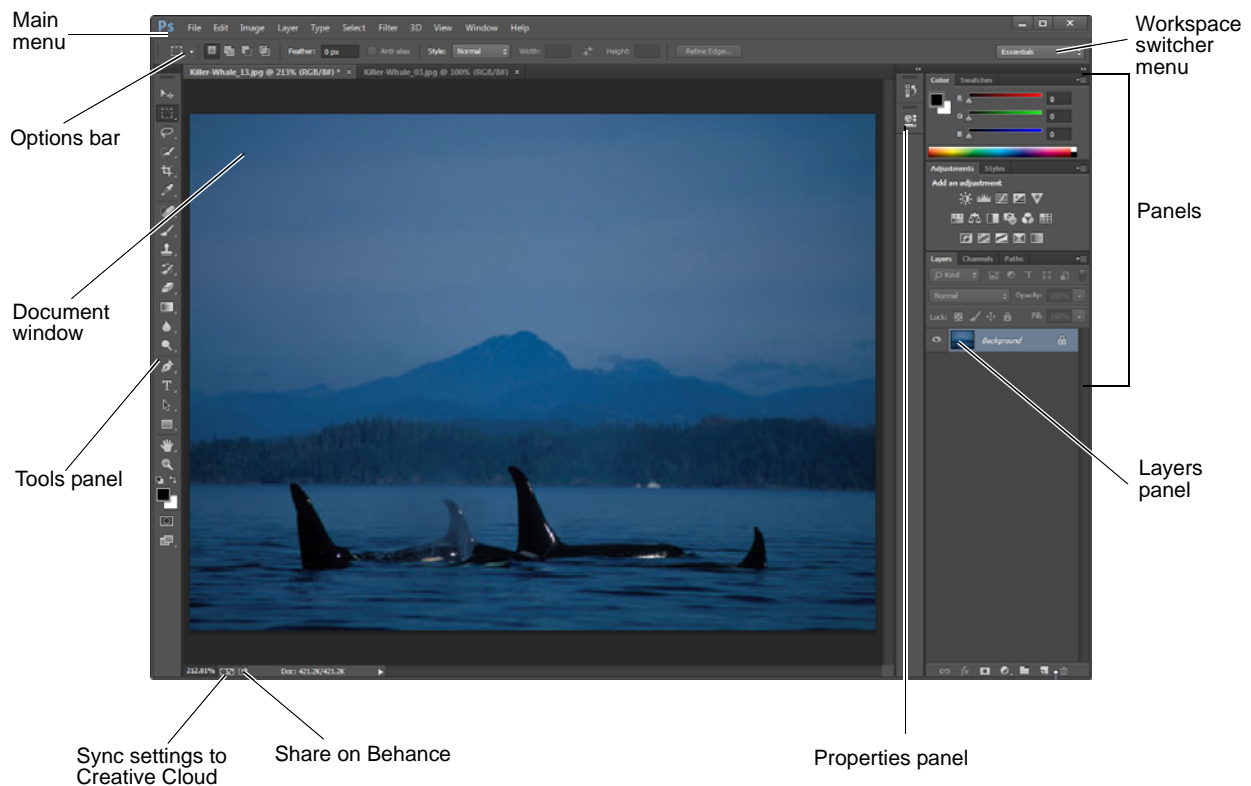 Main
menu
Options bar
Document
window
Tools panel
Sync settings to
Creative Cloud
Share on Behance
Properties panel
Layers
panel
Panels
Workspace
switcher
menu
Ps File Edit Image Layer Type Select Filter 3D View Window Help
Feather: 0 px Anti-alias Style: Normal Width: Height: Refine Edge... Essentials
Killer-Whale_13.jpg @ 213% (RGB/8#) * × Killer-Whale_03.jpg @ 100% (RGB/8#) ×
Color Swatches
R 0
G 0
B 0
Adjustments Styles
Add an adjustment
Layers Channels Paths
Kind
Normal Opacity: 100%
Lock: Fill: 100%
Background
212.81% Doc: 421.2K/421.2K